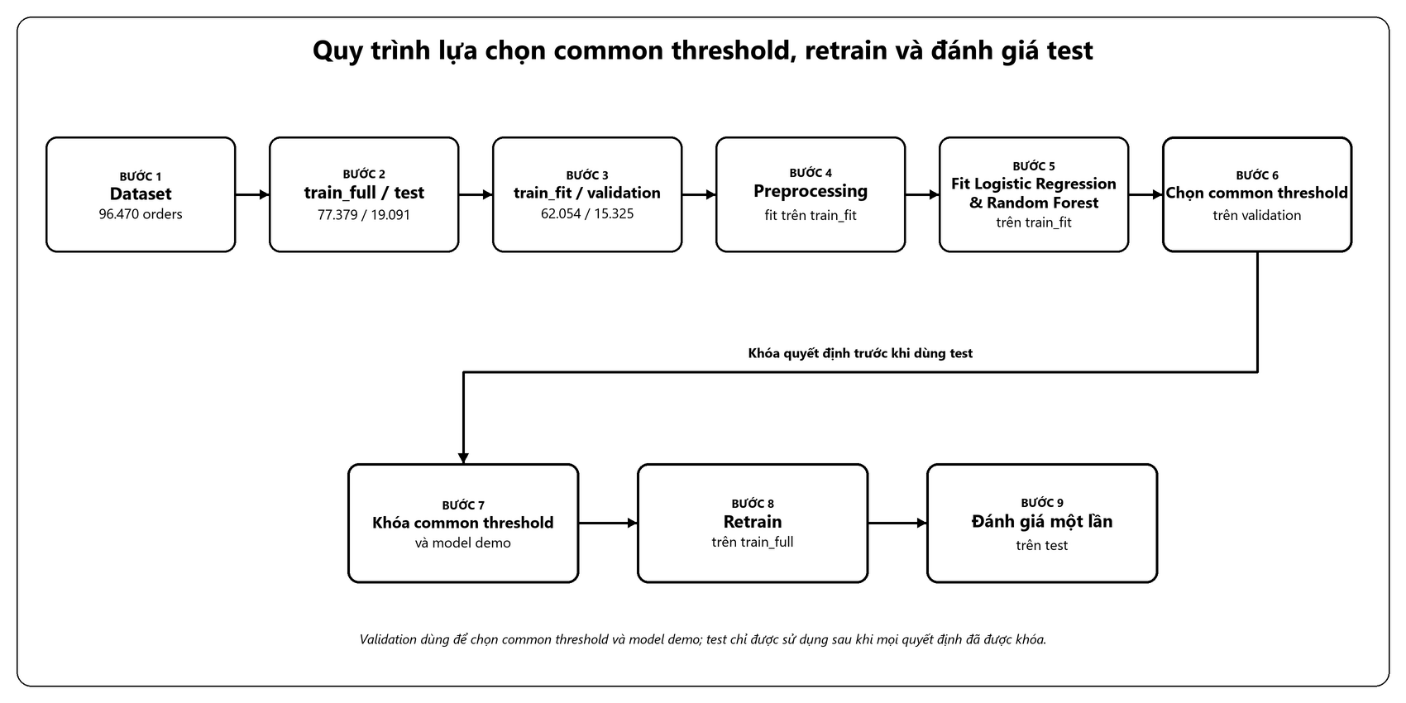 Quy trình lựa chọn common threshold, retrain và đánh giá test
BƯỚC 1
Dataset
96.470 orders
BƯỚC 2
train_full / test
77.379 / 19.091
BƯỚC 3
train_fit / validation
62.054 / 15.325
BƯỚC 4
Preprocessing
fit trên train_fit
BƯỚC 5
Fit Logistic Regression
& Random Forest
trên train_fit
BƯỚC 6
Chọn common threshold
trên validation
Khóa quyết định trước khi dùng test
BƯỚC 7
Khóa common threshold
và model demo
BƯỚC 8
Retrain
trên train_full
BƯỚC 9
Đánh giá một lần
trên test
Validation dùng để chọn common threshold và model demo; test chỉ được sử dụng sau khi mọi quyết định đã được khóa.